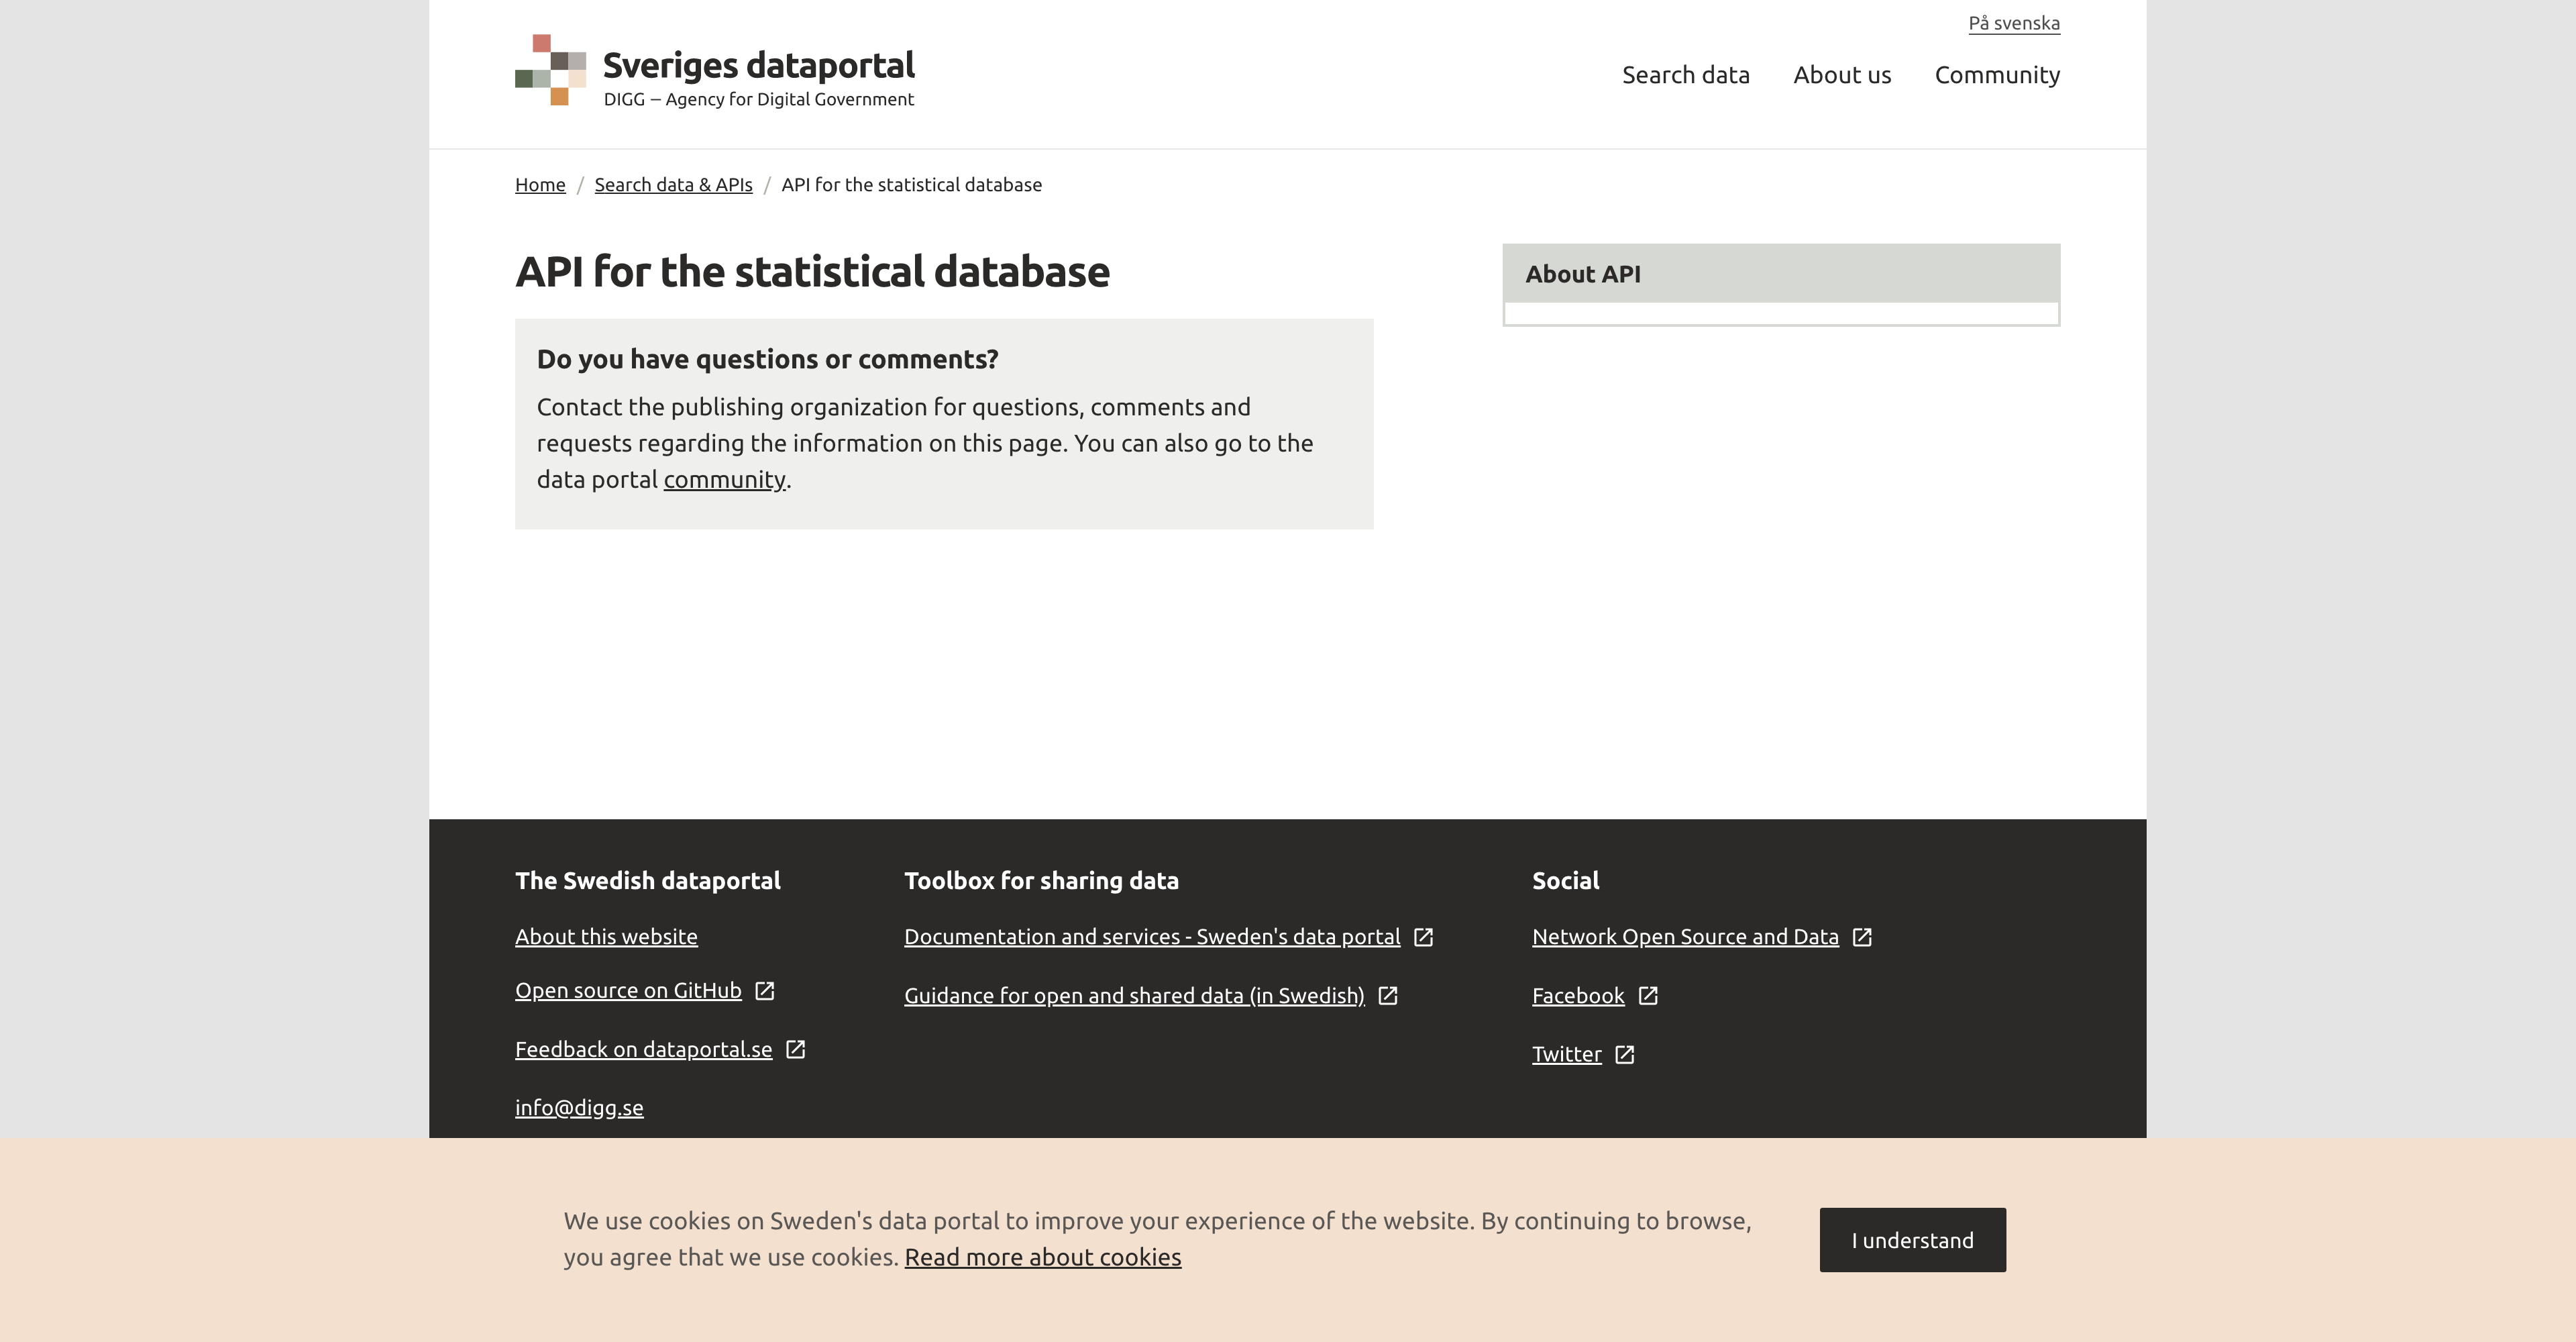 På svenska
Sveriges dataportal
DIGG – Agency for Digital Government
Search data
About us
Community
Home / Search data & APIs / API for the statistical database
API for the statistical database
Do you have questions or comments?
Contact the publishing organization for questions, comments and
requests regarding the information on this page. You can also go to the
data portal community.
About API
The Swedish dataportal
About this website
Open source on GitHub
Feedback on dataportal.se
info@digg.se
Toolbox for sharing data
Documentation and services - Sweden's data portal
Guidance for open and shared data (in Swedish)
Social
Network Open Source and Data
Facebook
Twitter
We use cookies on Sweden's data portal to improve your experience of the website. By continuing to browse,
you agree that we use cookies. Read more about cookies
I understand